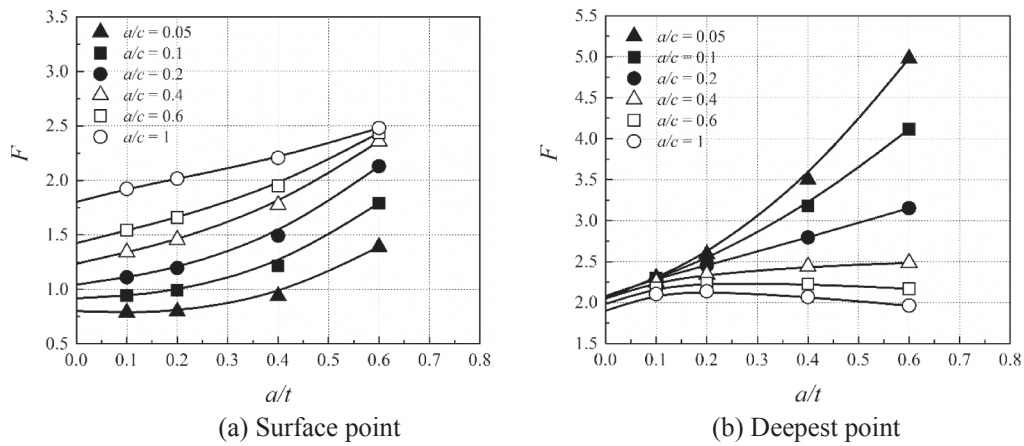 3.5
3.0
2.5
2.0
1.5
1.0
0.5
F
a/c = 0.05
a/c = 0.1
a/c = 0.2
a/c = 0.4
a/c = 0.6
a/c = 1
0.0 0.1 0.2 0.3 0.4 0.5 0.6 0.7 0.8
a/t
(a) Surface point
5.5
5.0
4.5
4.0
3.5
3.0
2.5
2.0
1.5
F
a/c = 0.05
a/c = 0.1
a/c = 0.2
a/c = 0.4
a/c = 0.6
a/c = 1
0.0 0.1 0.2 0.3 0.4 0.5 0.6 0.7 0.8
a/t
(b) Deepest point